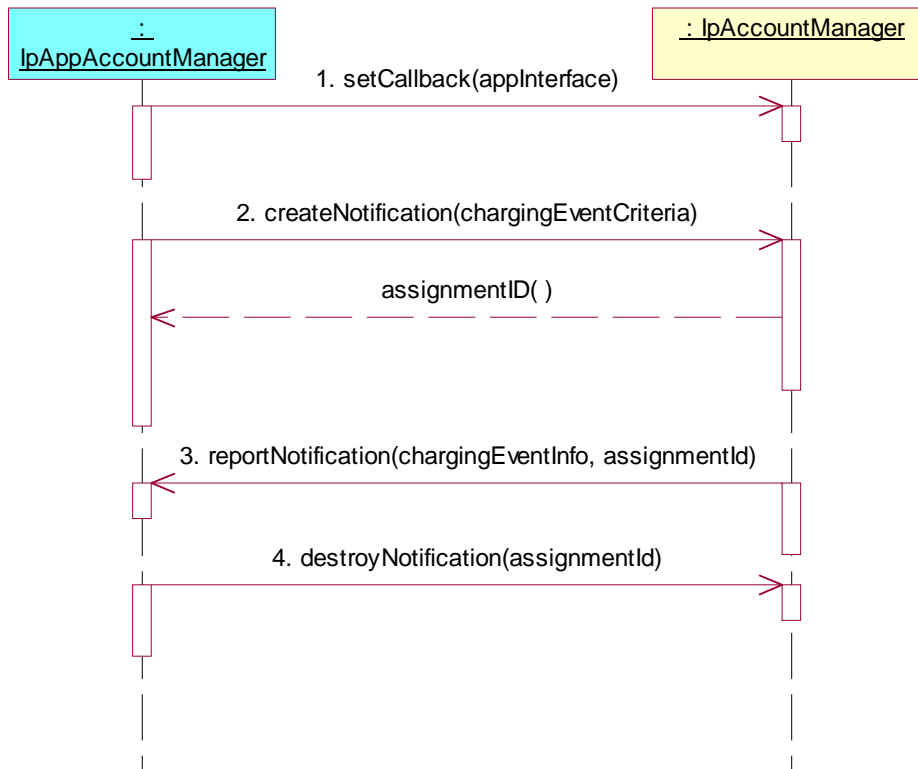 :
IpAppAccountManager
: IpAccountManager
1. setCallback(appInterface)
2. createNotification(chargingEventCriteria)
assignmentID( )
3. reportNotification(chargingEventInfo, assignmentId)
4. destroyNotification(assignmentId)